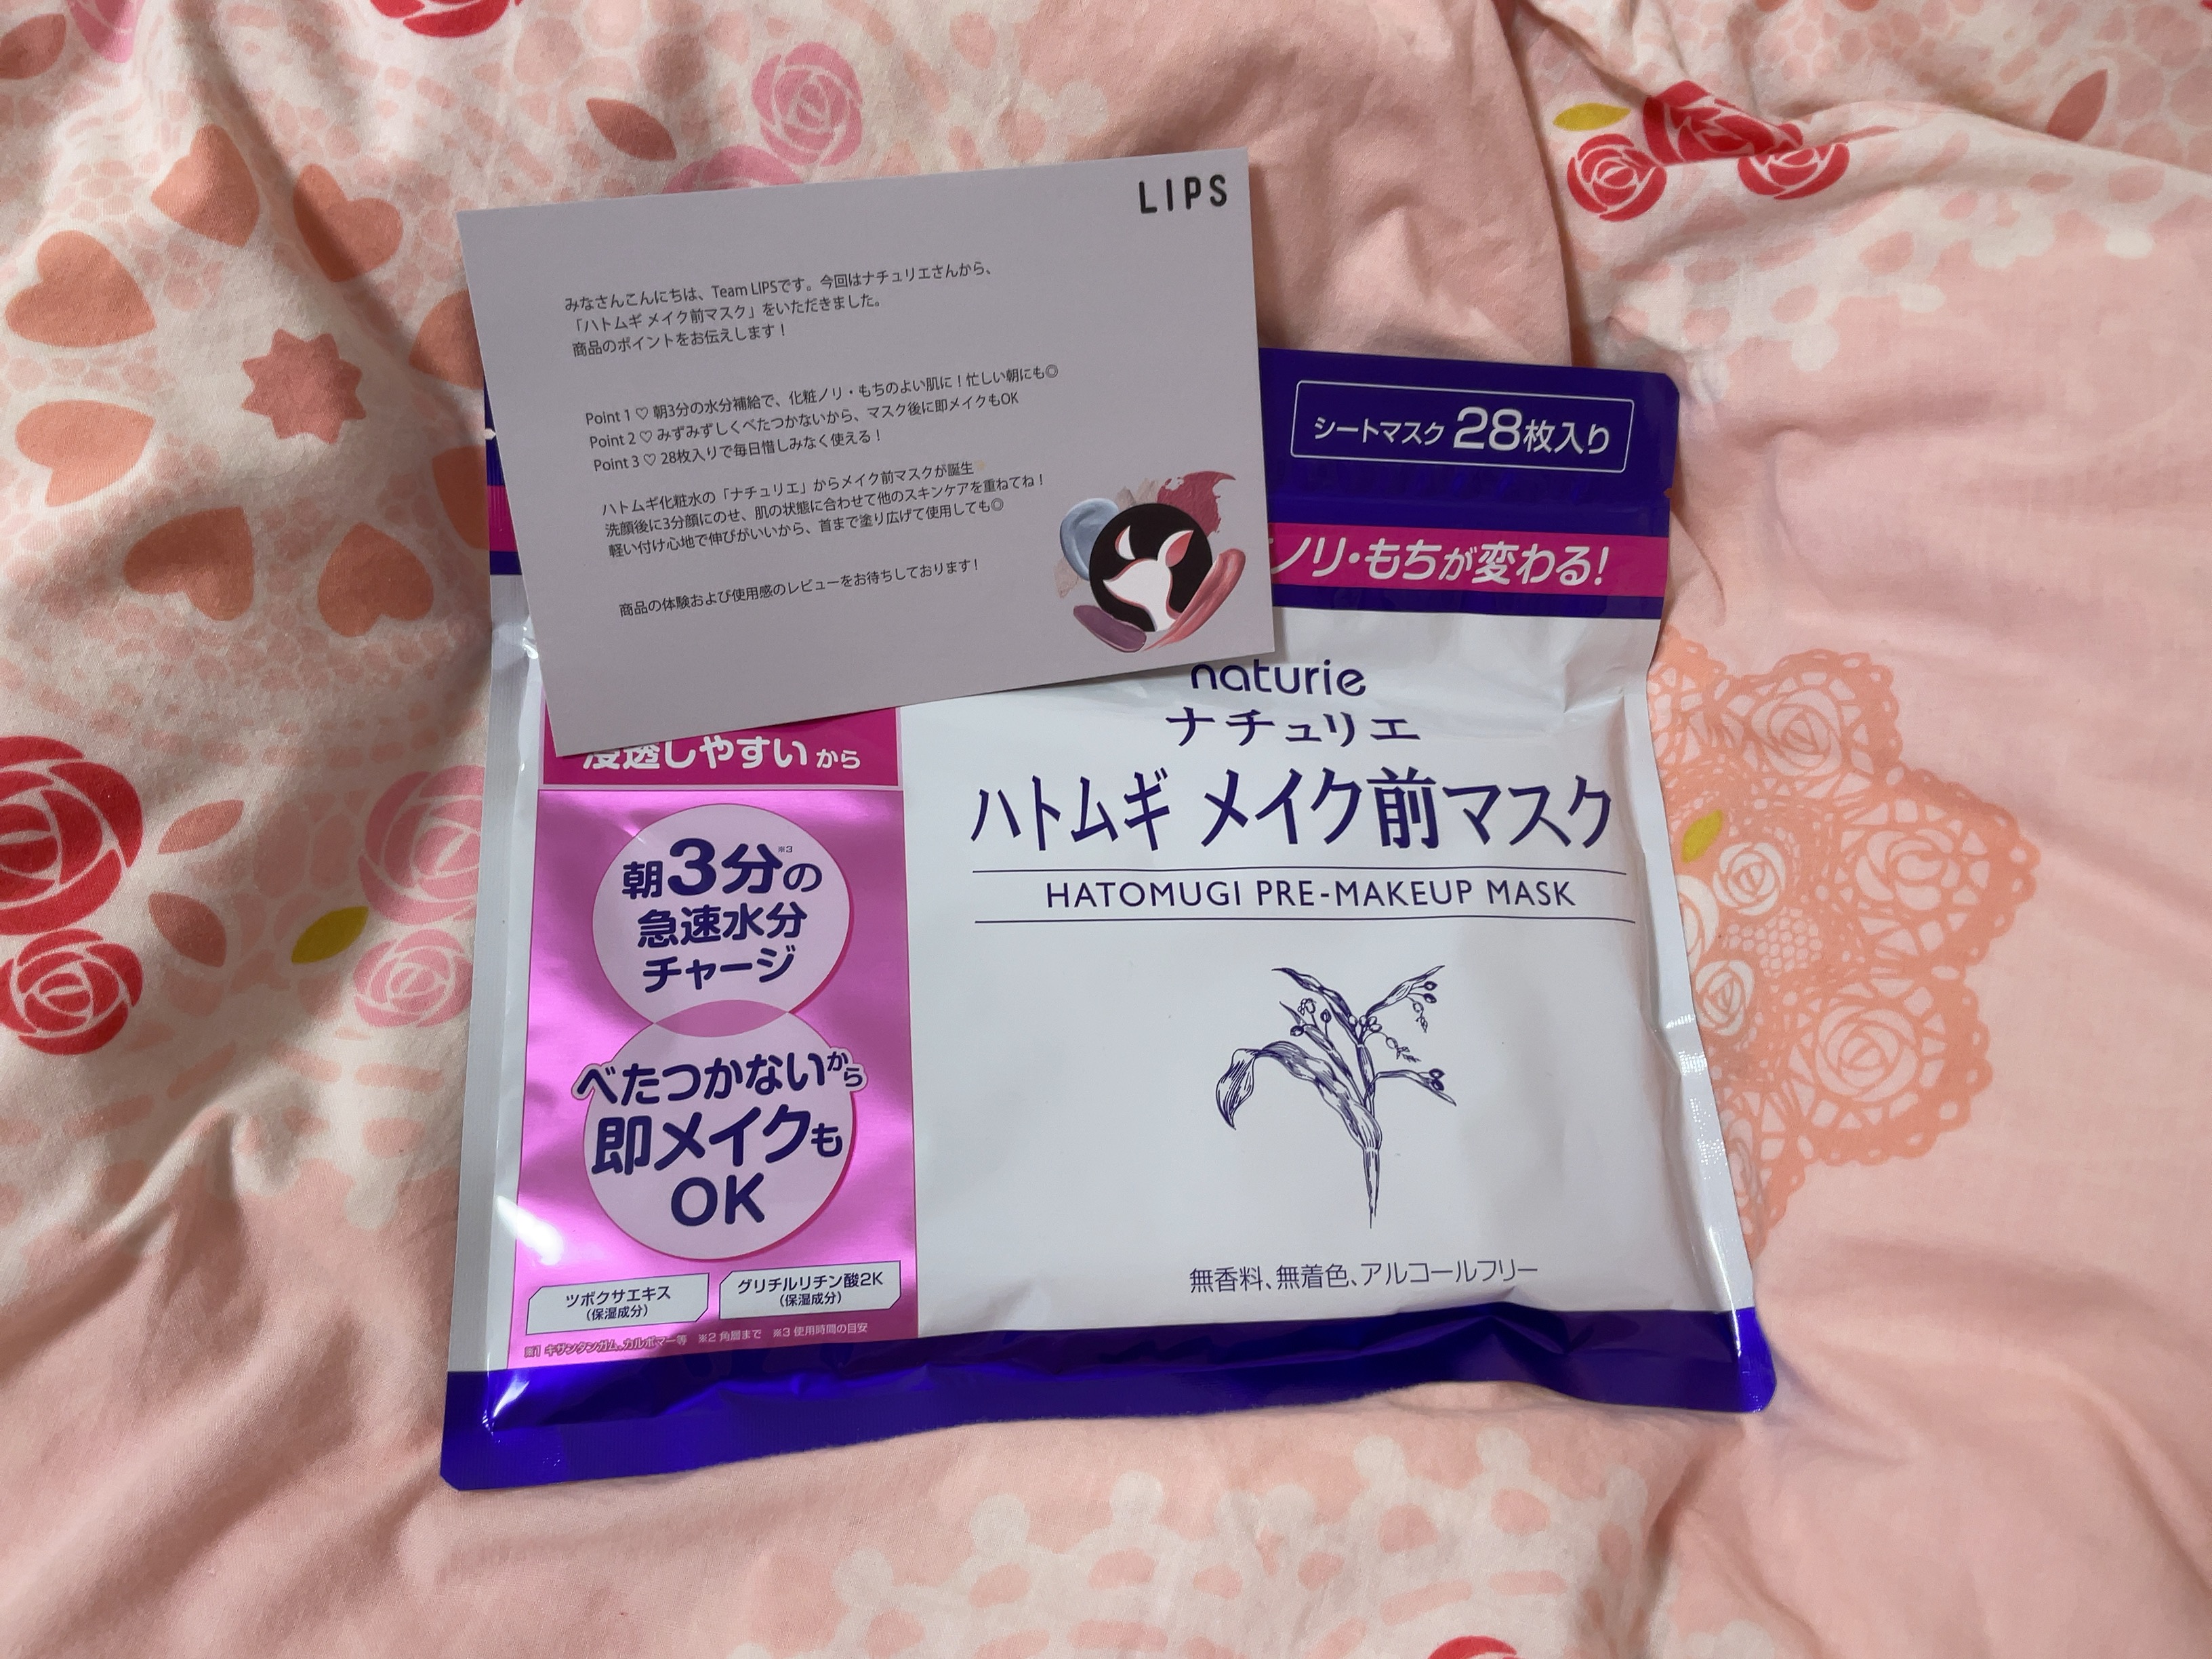 LIPS
みなさんこんにちは、Team LIPSです。今回はナチュリエさんから、
「ハトムギ メイク前マスク」をいただきました。
商品のポイントをお伝えします！
Point 1 ♡ 朝3分の水分補給で、化粧ノリ・もちのよい肌に！忙しい朝にも◎
Point 2 ♡ みずみずしくべたつかないから、マスク後に即メイクもOK
Point 3 ♡ 28枚入りで毎日惜しみなく使える！
ハトムギ化粧水の「ナチュリエ」からメイク前マスクが誕生✨
洗顔後に3分顔にのせ、肌の状態に合わせて他のスキンケアを重ねてね！
軽い付け心地で伸びがいいから、首まで塗り広げて使用しても◎
商品の体験および使用感のレビューをお待ちしております！
シートマスク 28枚入り
ノリ・もちが変わる!
naturie
ナチュリエ
ハトムギ メイク前マスク
HATOMUGI PRE-MAKEUP MASK
無香料、無着色、アルコールフリー
浸透しやすいから
朝3分※3の
急速水分
チャージ
べたつかないから
即メイクも
OK
ツボクサエキス
(保湿成分)
グリチルリチン酸2K
(保湿成分)
※1 キサンタンガム、カルボマー等 ※2 角層まで ※3 使用時間の目安